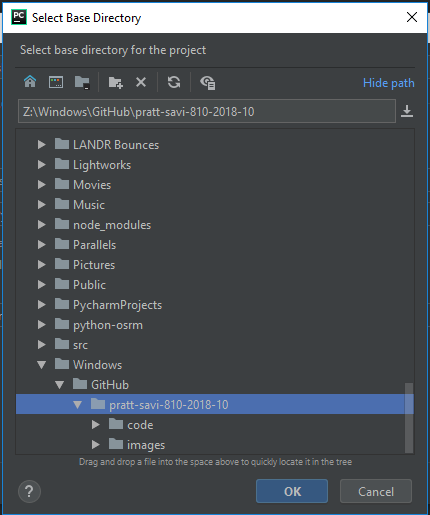 PC
Select Base Directory
Select base directory for the project
Hide path
Z:\Windows\GitHub\pratt-savi-810-2018-10
LANDR Bounces
Lightworks
Movies
Music
node_modules
Parallels
Pictures
Public
PycharmProjects
python-osrm
src
Windows
GitHub
pratt-savi-810-2018-10
code
images
Drag and drop a file into the space above to quickly locate it in the tree
?
OK
Cancel